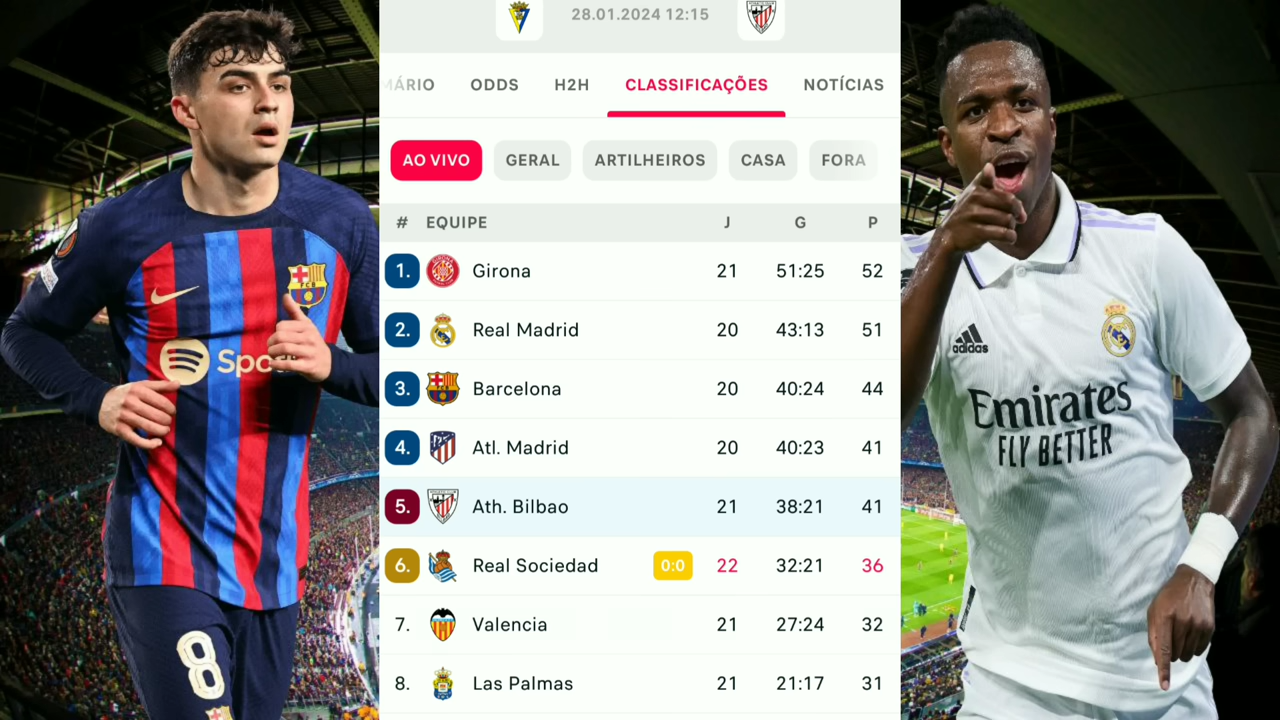 28.01.2024 12:15
ÁRIO ODDS H2H CLASSIFICAÇÕES NOTÍCIAS
AO VIVO GERAL ARTILHEIROS CASA FORA
# EQUIPE J G P
1. Girona 21 51:25 52
2. Real Madrid 20 43:13 51
3. Barcelona 20 40:24 44
4. Atl. Madrid 20 40:23 41
5. Ath. Bilbao 21 38:21 41
6. Real Sociedad 0:0 22 32:21 36
7. Valencia 21 27:24 32
8. Las Palmas 21 21:17 31
FCB
Spo
8
adidas
Emirates
FLY BETTER